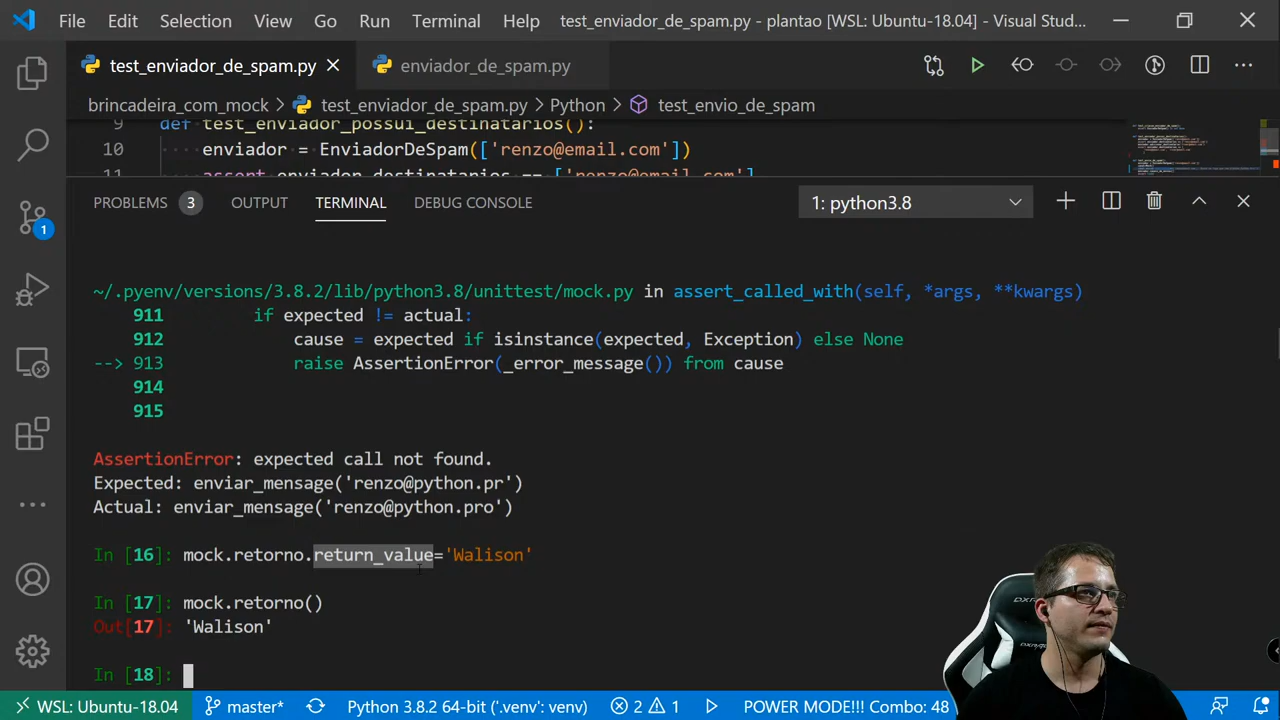 File Edit Selection View Go Run Terminal Help test_enviador_de_spam.py - plantao [WSL: Ubuntu-18.04] - Visual Stud...
test_enviador_de_spam.py enviador_de_spam.py
brincadeira_com_mock > test_enviador_de_spam.py > Python > test_envio_de_spam
9 def test_enviador_possui_destinatarios():
10 enviador = EnviadorDeSpam(['renzo@email.com'])
11 assert enviador.destinatarios == ['renzo@email.com']
PROBLEMS 3 OUTPUT TERMINAL DEBUG CONSOLE 1: python3.8
~/.pyenv/versions/3.8.2/lib/python3.8/unittest/mock.py in assert_called_with(self, *args, **kwargs)
911 if expected != actual:
912 cause = expected if isinstance(expected, Exception) else None
--> 913 raise AssertionError(_error_message()) from cause
914
915
AssertionError: expected call not found.
Expected: enviar_mensage('renzo@python.pr')
Actual: enviar_mensage('renzo@python.pro')
In [16]: mock.retorno.return_value='Walison'
In [17]: mock.retorno()
Out[17]: 'Walison'
In [18]:
1
WSL: Ubuntu-18.04 master* Python 3.8.2 64-bit ('.venv': venv) 2 1 POWER MODE!!! Combo: 48